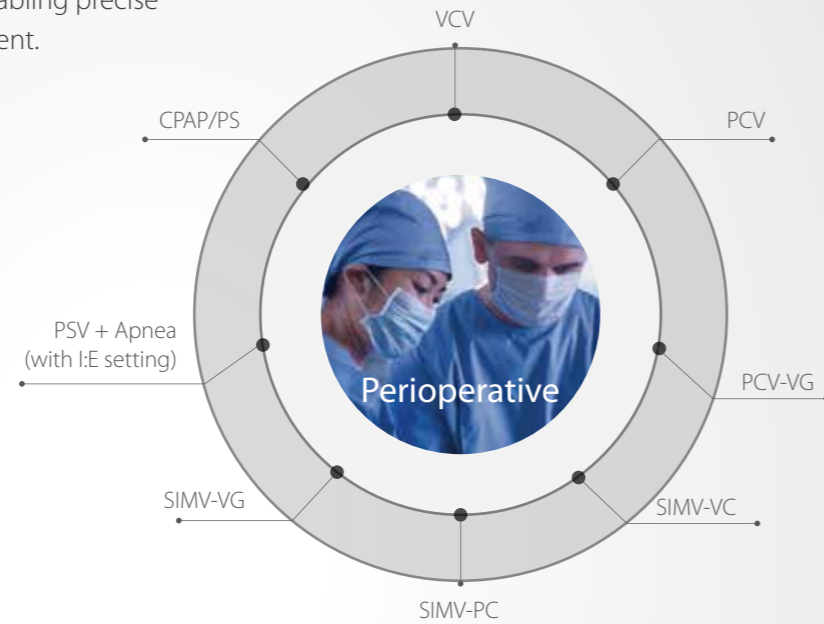 abling precise
ent.
VCV
CPAP/PS
PCV
PSV + Apnea
(with I:E setting)
Perioperative
PCV-VG
SIMV-VG
SIMV-VC
SIMV-PC